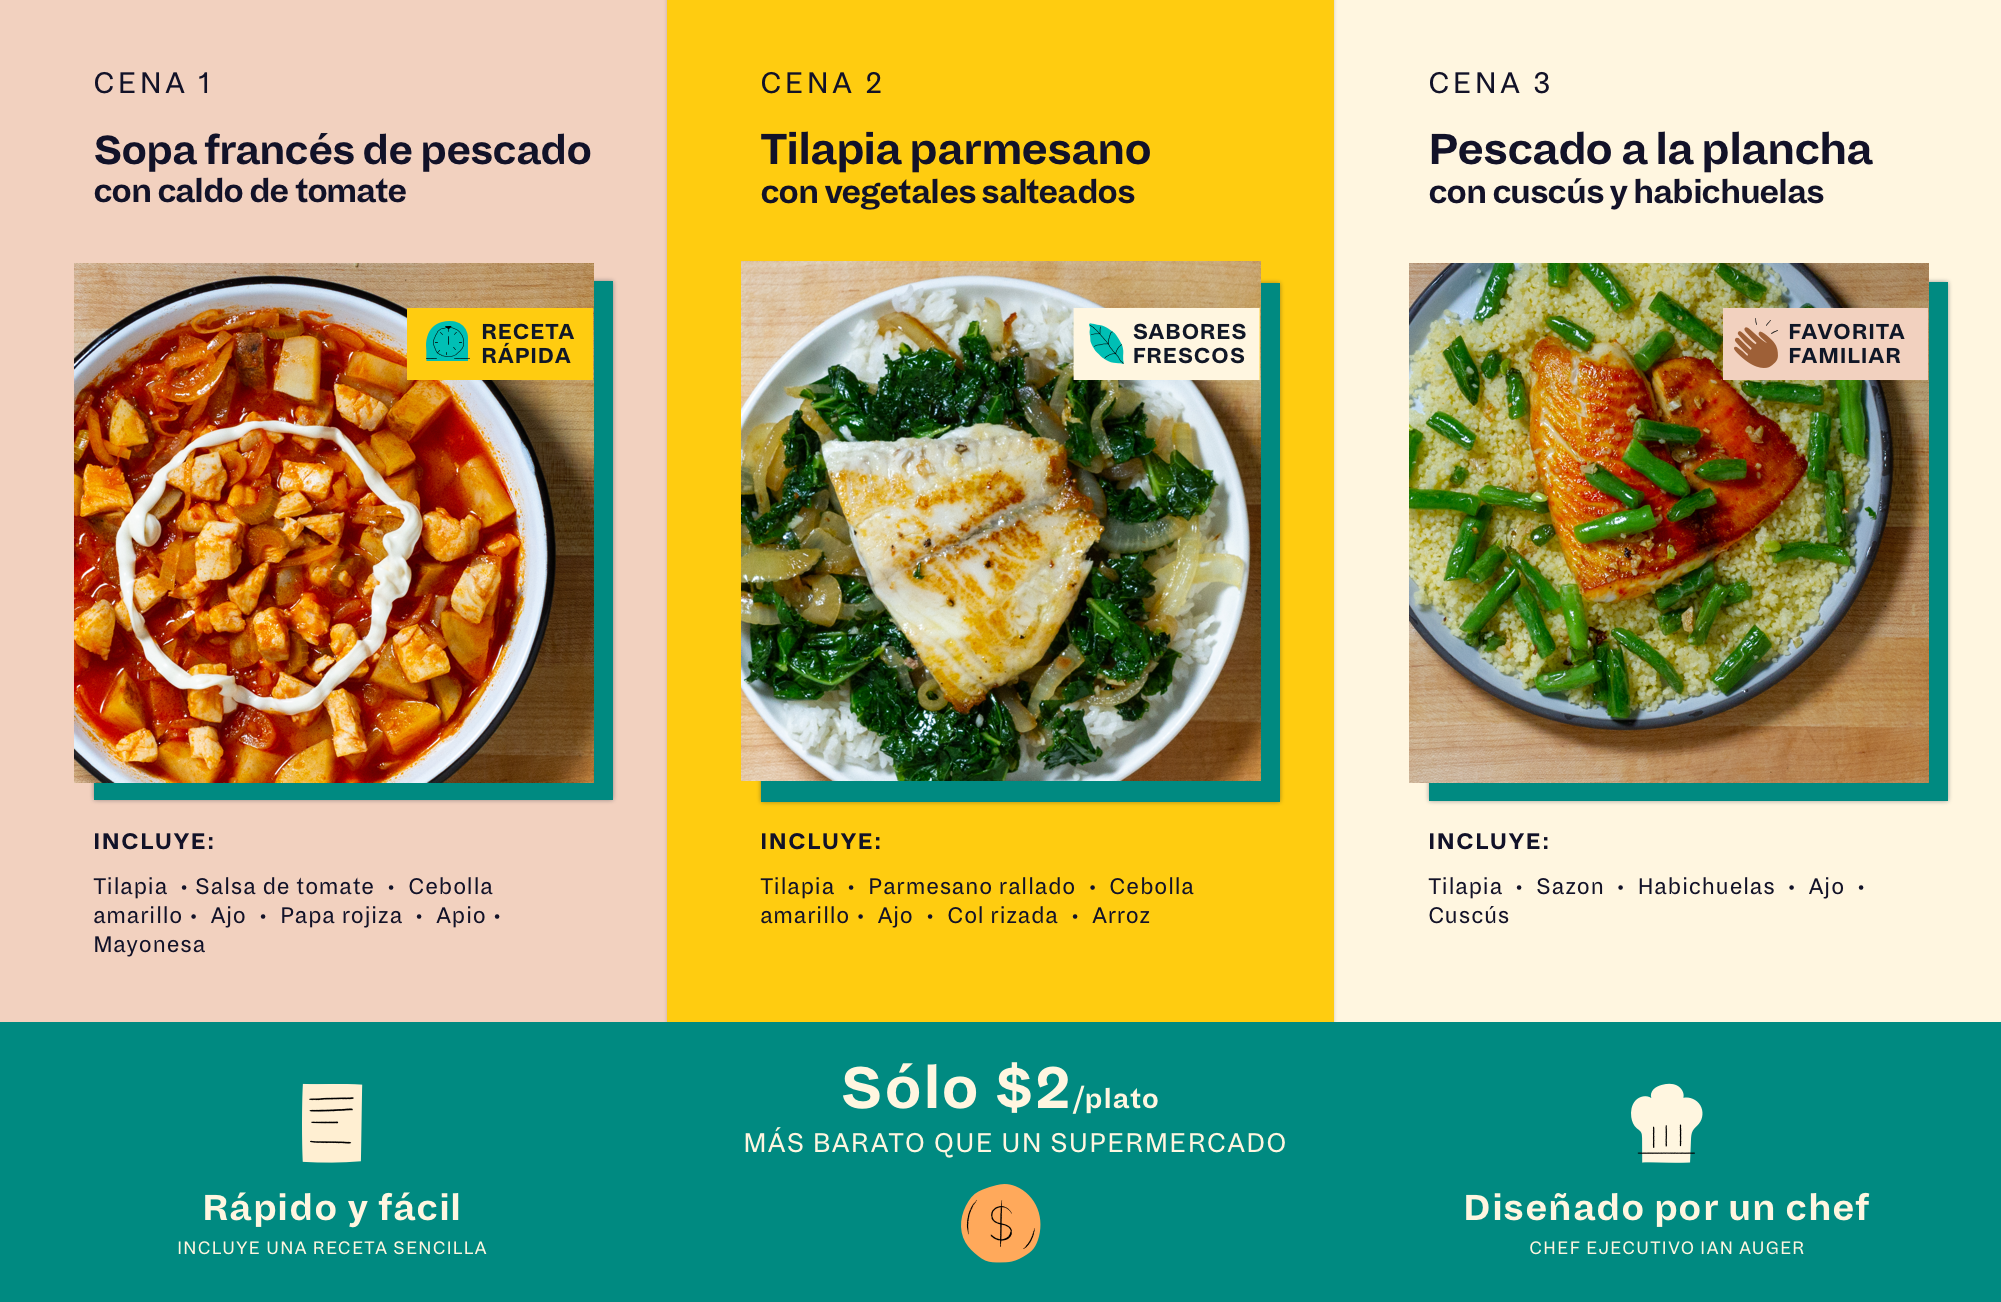 CENA 1
Sopa francés de pescado
con caldo de tomate
RECETA
RÁPIDA
INCLUYE:
Tilapia • Salsa de tomate • Cebolla
amarillo • Ajo • Papa rojiza • Apio •
Mayonesa
CENA 2
Tilapia parmesano
con vegetales salteados
SABORES
FRESCOS
INCLUYE:
Tilapia • Parmesano rallado • Cebolla
amarillo • Ajo • Col rizada • Arroz
CENA 3
Pescado a la plancha
con cuscús y habichuelas
FAVORITA
FAMILIAR
INCLUYE:
Tilapia • Sazon • Habichuelas • Ajo •
Cuscús
Rápido y fácil
INCLUYE UNA RECETA SENCILLA
Sólo $2/plato
MÁS BARATO QUE UN SUPERMERCADO
$
Diseñado por un chef
CHEF EJECUTIVO IAN AUGER